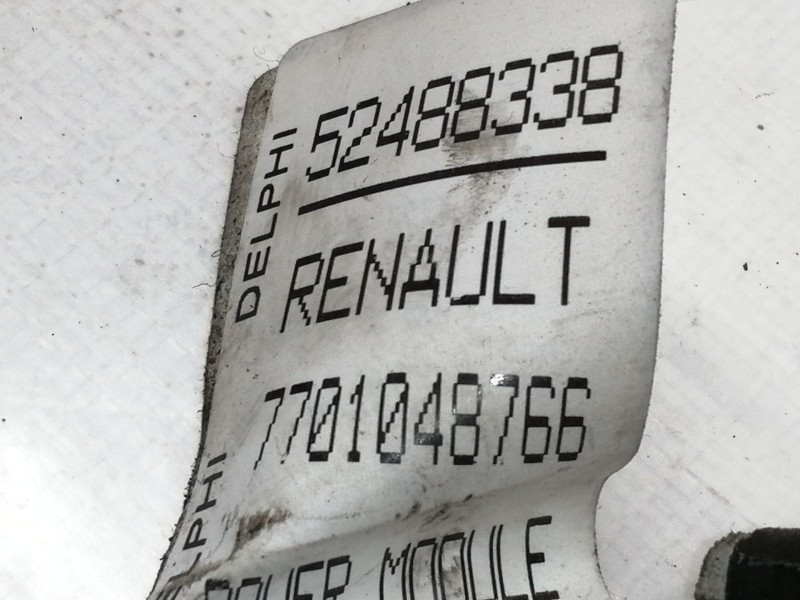 DELPHI
52488338
RENAULT
7701048766
DELPHI
POWER MODULE